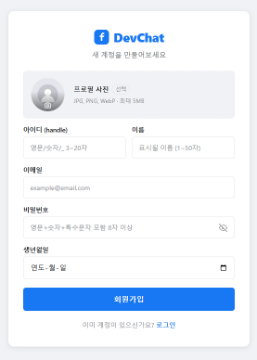 DevChat
새 계정을 만들어보세요
프로필 사진 선택
JPG, PNG, WebP · 최대 5MB
아이디 (handle) 이름
영문/숫자/_, 3~20자 표시될 이름 (1~50자)
이메일
example@email.com
비밀번호
영문+숫자+특수문자 포함 8자 이상
생년월일
연도-월-일
회원가입
이미 계정이 있으신가요? 로그인